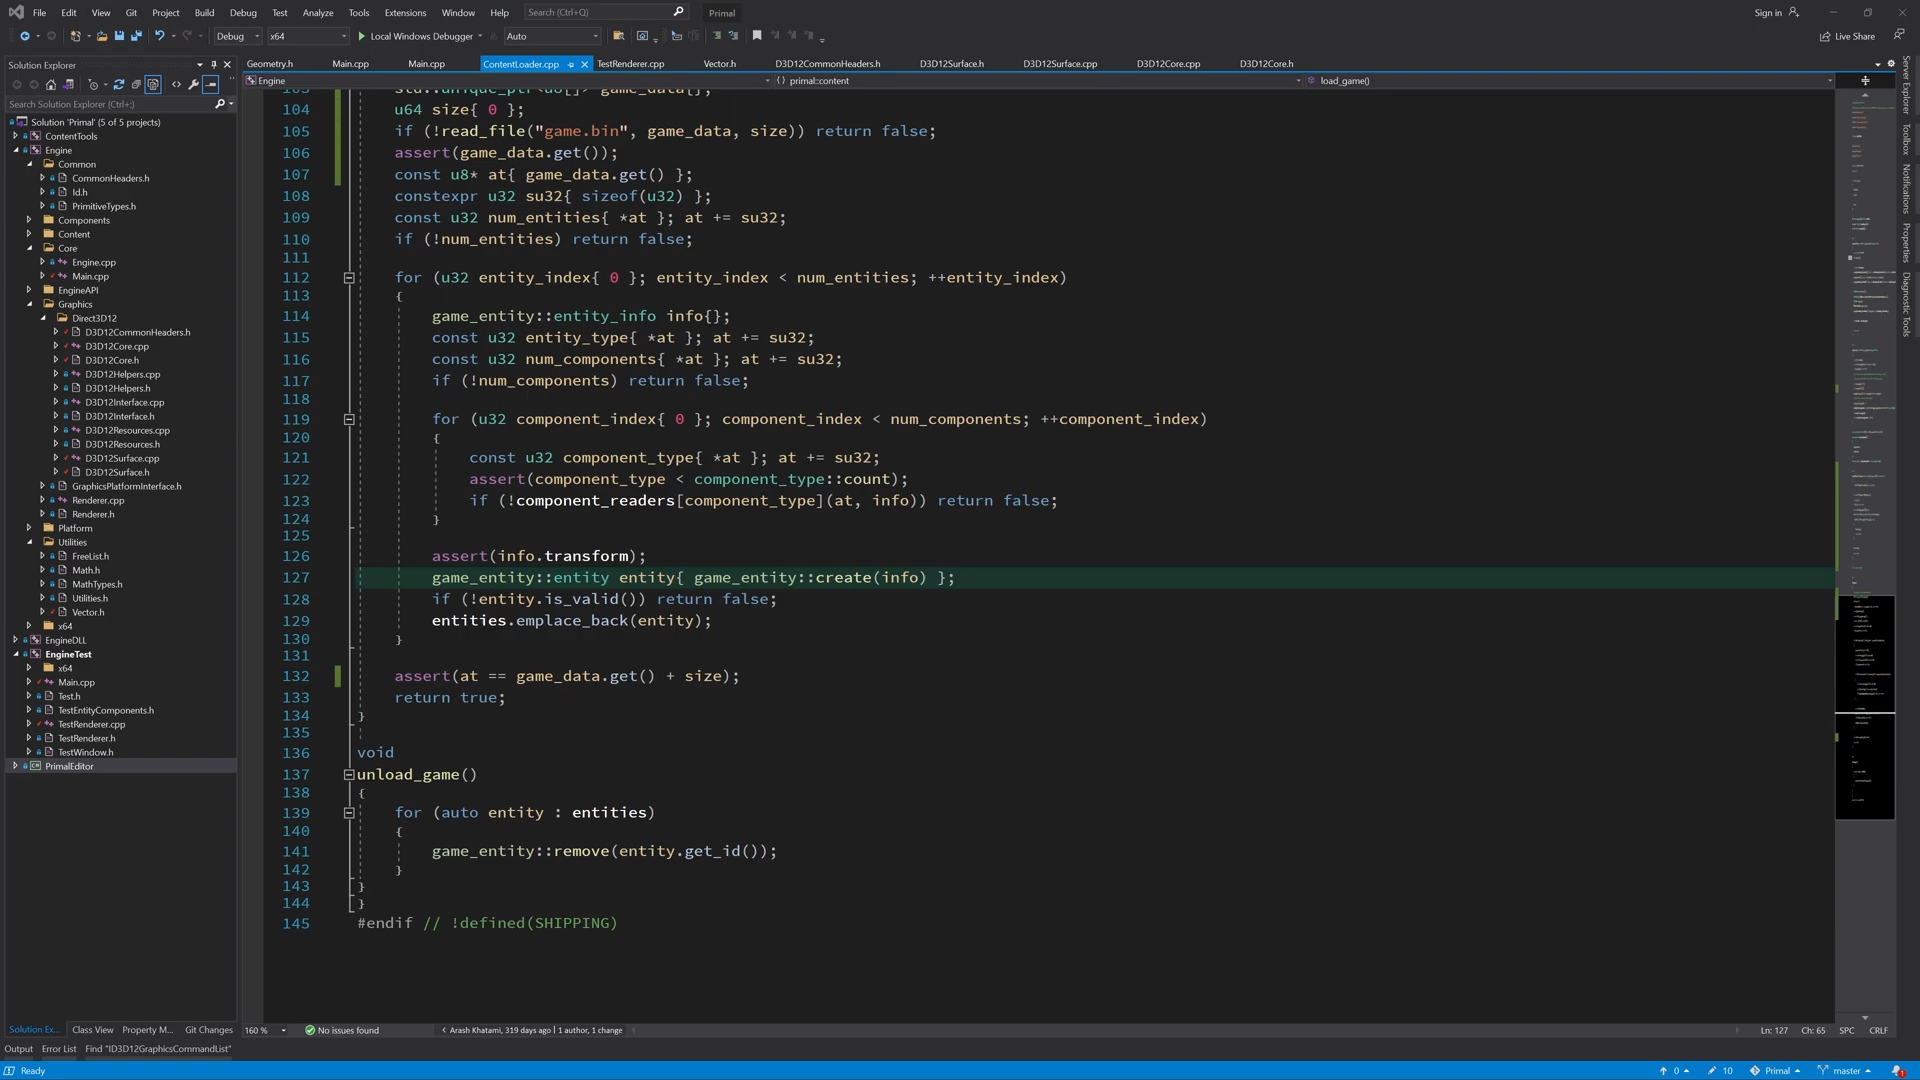 File Edit View Git Project Build Debug Test Analyze Tools Extensions Window Help Search (Ctrl+Q) Primal Sign in
Debug x64 Local Windows Debugger Auto Live Share
Solution Explorer
Search Solution Explorer (Ctrl+;)
Solution 'Primal' (5 of 5 projects)
ContentTools
Engine
Common
CommonHeaders.h
Id.h
PrimitiveTypes.h
Components
Content
Core
Engine.cpp
Main.cpp
EngineAPI
Graphics
Direct3D12
D3D12CommonHeaders.h
D3D12Core.cpp
D3D12Core.h
D3D12Helpers.cpp
D3D12Helpers.h
D3D12Interface.cpp
D3D12Interface.h
D3D12Resources.cpp
D3D12Resources.h
D3D12Surface.cpp
D3D12Surface.h
GraphicsPlatformInterface.h
Renderer.cpp
Renderer.h
Platform
Utilities
FreeList.h
Math.h
MathTypes.h
Utilities.h
Vector.h
x64
EngineDLL
EngineTest
x64
Main.cpp
Test.h
TestEntityComponents.h
TestRenderer.cpp
TestRenderer.h
TestWindow.h
PrimalEditor
Solution Ex... Class View Property M... Git Changes
Geometry.h Main.cpp Main.cpp ContentLoader.cpp TestRenderer.cpp Vector.h D3D12CommonHeaders.h D3D12Surface.h D3D12Surface.cpp D3D12Core.cpp D3D12Core.h
Engine {} primal::content load_game()
103 std::unique_ptr<u8[]> game_data{};
104 u64 size{ 0 };
105 if (!read_file("game.bin", game_data, size)) return false;
106 assert(game_data.get());
107 const u8* at{ game_data.get() };
108 constexpr u32 su32{ sizeof(u32) };
109 const u32 num_entities{ *at }; at += su32;
110 if (!num_entities) return false;
111
112 for (u32 entity_index{ 0 }; entity_index < num_entities; ++entity_index)
113 {
114 game_entity::entity_info info{};
115 const u32 entity_type{ *at }; at += su32;
116 const u32 num_components{ *at }; at += su32;
117 if (!num_components) return false;
118
119 for (u32 component_index{ 0 }; component_index < num_components; ++component_index)
120 {
121 const u32 component_type{ *at }; at += su32;
122 assert(component_type < component_type::count);
123 if (!component_readers[component_type](at, info)) return false;
124 }
125
126 assert(info.transform);
127 game_entity::entity entity{ game_entity::create(info) };
128 if (!entity.is_valid()) return false;
129 entities.emplace_back(entity);
130 }
131
132 assert(at == game_data.get() + size);
133 return true;
134 }
135
136 void
137 unload_game()
138 {
139 for (auto entity : entities)
140 {
141 game_entity::remove(entity.get_id());
142 }
143 }
144 }
145 #endif // !defined(SHIPPING)
160 % No issues found Arash Khatami, 319 days ago | 1 author, 1 change Ln: 127 Ch: 65 SPC CRLF
Server Explorer
Toolbox
Notifications
Properties
Diagnostic Tools
Output Error List Find "ID3D12GraphicsCommandList"
Ready 0 10 Primal master 1